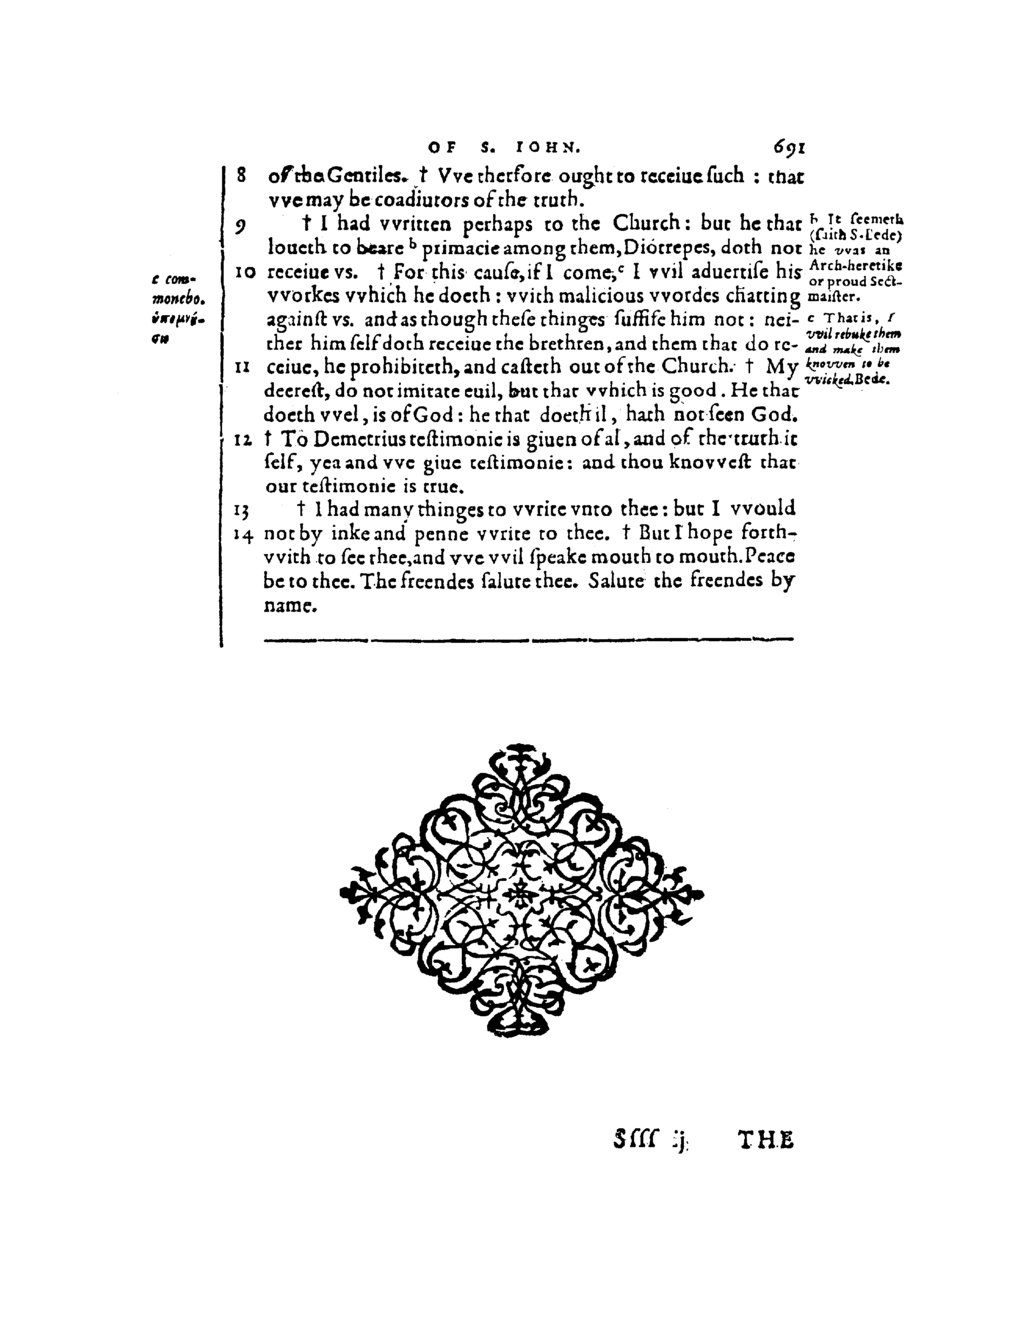 OF S. IOHN. 691
8 of the Gentiles. † Vve therfore ought to receiue ſuch : that
vve may be coadiutors of the truth.
9 † I had vvritten perhaps to the Church: but he that
loueth to beare ᵇ primacie among them, Diótrepes, doth not
10 receiue vs. † For this cauſe, if I come, ᶜ I vvil aduertiſe his
vvorkes vvhich he doeth : vvith malicious vvordes chatting
againſt vs. and as though theſe thinges ſuffiſe him not : nei-
ther him ſelf doth receiue the brethren, and them that do re-
11 ceiue, he prohibiteth, and caſteth out of the Church. † My
deereſt, do not imitate euil, but that vvhich is good. He that
doeth vvel, is of God : he that doeth il, hath not ſeen God.
12 † To Demetrius teſtimonie is giuen of al, and of the truth it
ſelf, yea and vve giue teſtimonie: and thou knovveſt that
our teſtimonie is true.
13 † I had many thinges to vvrite vnto thee: but I vvould
14 not by inke and penne vvrite to thee. † But I hope forth-
vvith to ſee thee, and vve vvil ſpeake mouth to mouth. Peace
be to thee. The freendes ſalute thee. Salute the freendes by
name.
c com-
monebo.
ὑπομνή-
σω
b It ſeemeth
(ſaith S. Bede)
he vvas an
Arch-heretike
or proud Sect-
maiſter.
c That is, I
vvil rebuke them
and make them
knovven to be
vvicked. Bede.
Sſſſ ij THE